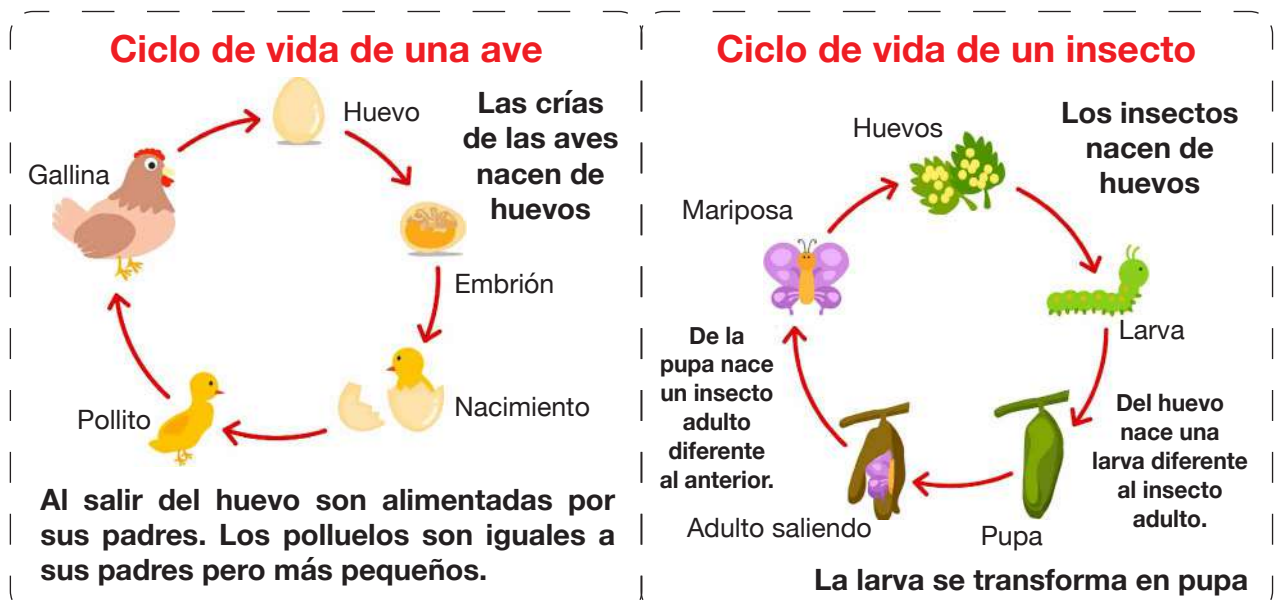 Ciclo de vida de una ave
Huevo
Las crías
de las aves
nacen de
huevos
Gallina
Embrión
Nacimiento
Pollito
Al salir del huevo son alimentadas por
sus padres. Los polluelos son iguales a
sus padres pero más pequeños.
Ciclo de vida de un insecto
Huevos
Los insectos
nacen de
huevos
Mariposa
Larva
De la
pupa nace
un insecto
adulto
diferente
al anterior.
Del huevo
nace una
larva diferente
al insecto
adulto.
Adulto saliendo
Pupa
La larva se transforma en pupa